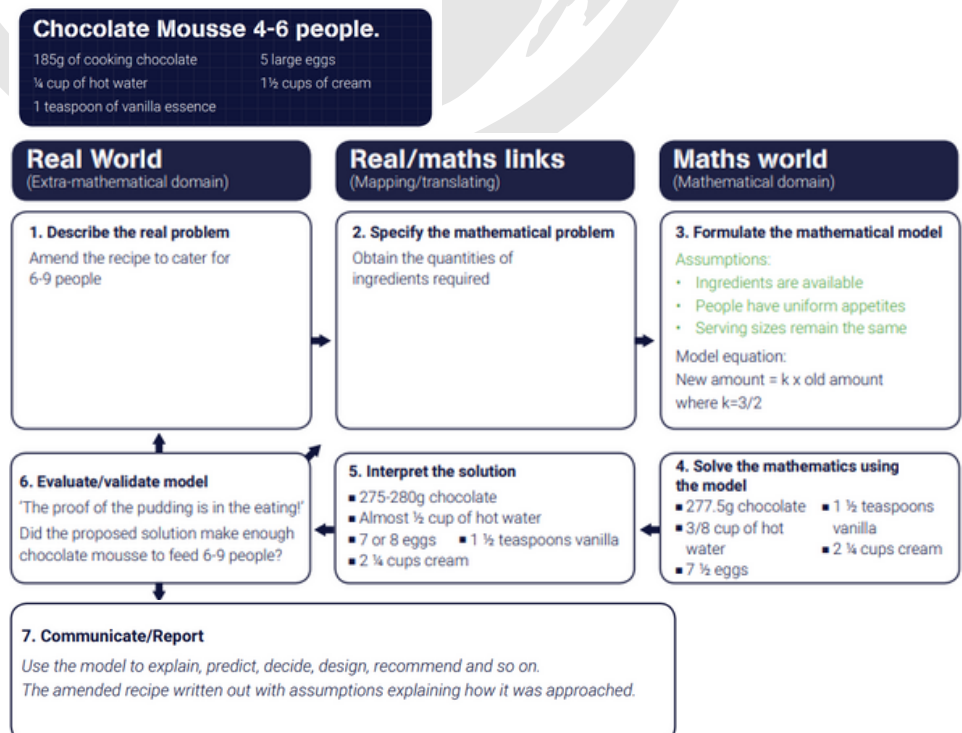 Chocolate Mousse 4-6 people.
185g of cooking chocolate
¼ cup of hot water
1 teaspoon of vanilla essence
5 large eggs
1½ cups of cream
Real World
(Extra-mathematical domain)
Real/maths links
(Mapping/translating)
Maths world
(Mathematical domain)
1. Describe the real problem
Amend the recipe to cater for
6-9 people
2. Specify the mathematical problem
Obtain the quantities of
ingredients required
3. Formulate the mathematical model
Assumptions:
• Ingredients are available
• People have uniform appetites
• Serving sizes remain the same
Model equation:
New amount = k x old amount
where k=3/2
4. Solve the mathematics using
the model
▪ 277.5g chocolate
▪ 3/8 cup of hot
water
▪ 7 ½ eggs
▪ 1 ½ teaspoons
vanilla
▪ 2 ¼ cups cream
5. Interpret the solution
▪ 275-280g chocolate
▪ Almost ½ cup of hot water
▪ 7 or 8 eggs ▪ 1 ½ teaspoons vanilla
▪ 2 ¼ cups cream
6. Evaluate/validate model
'The proof of the pudding is in the eating!'
Did the proposed solution make enough
chocolate mousse to feed 6-9 people?
7. Communicate/Report
Use the model to explain, predict, decide, design, recommend and so on.
The amended recipe written out with assumptions explaining how it was approached.